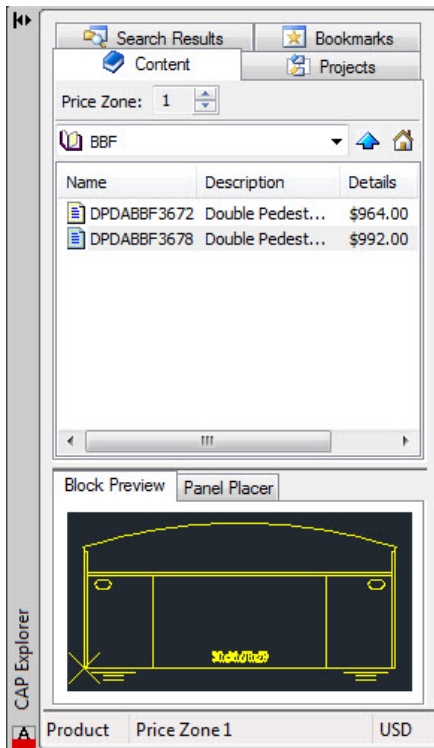 Search Results Bookmarks
Content Projects
Price Zone: 1
BBF
Name Description Details
DPDABBF3672 Double Pedest... $964.00
DPDABBF3678 Double Pedest... $992.00
Block Preview Panel Placer
CAP Explorer
A Product Price Zone 1 USD